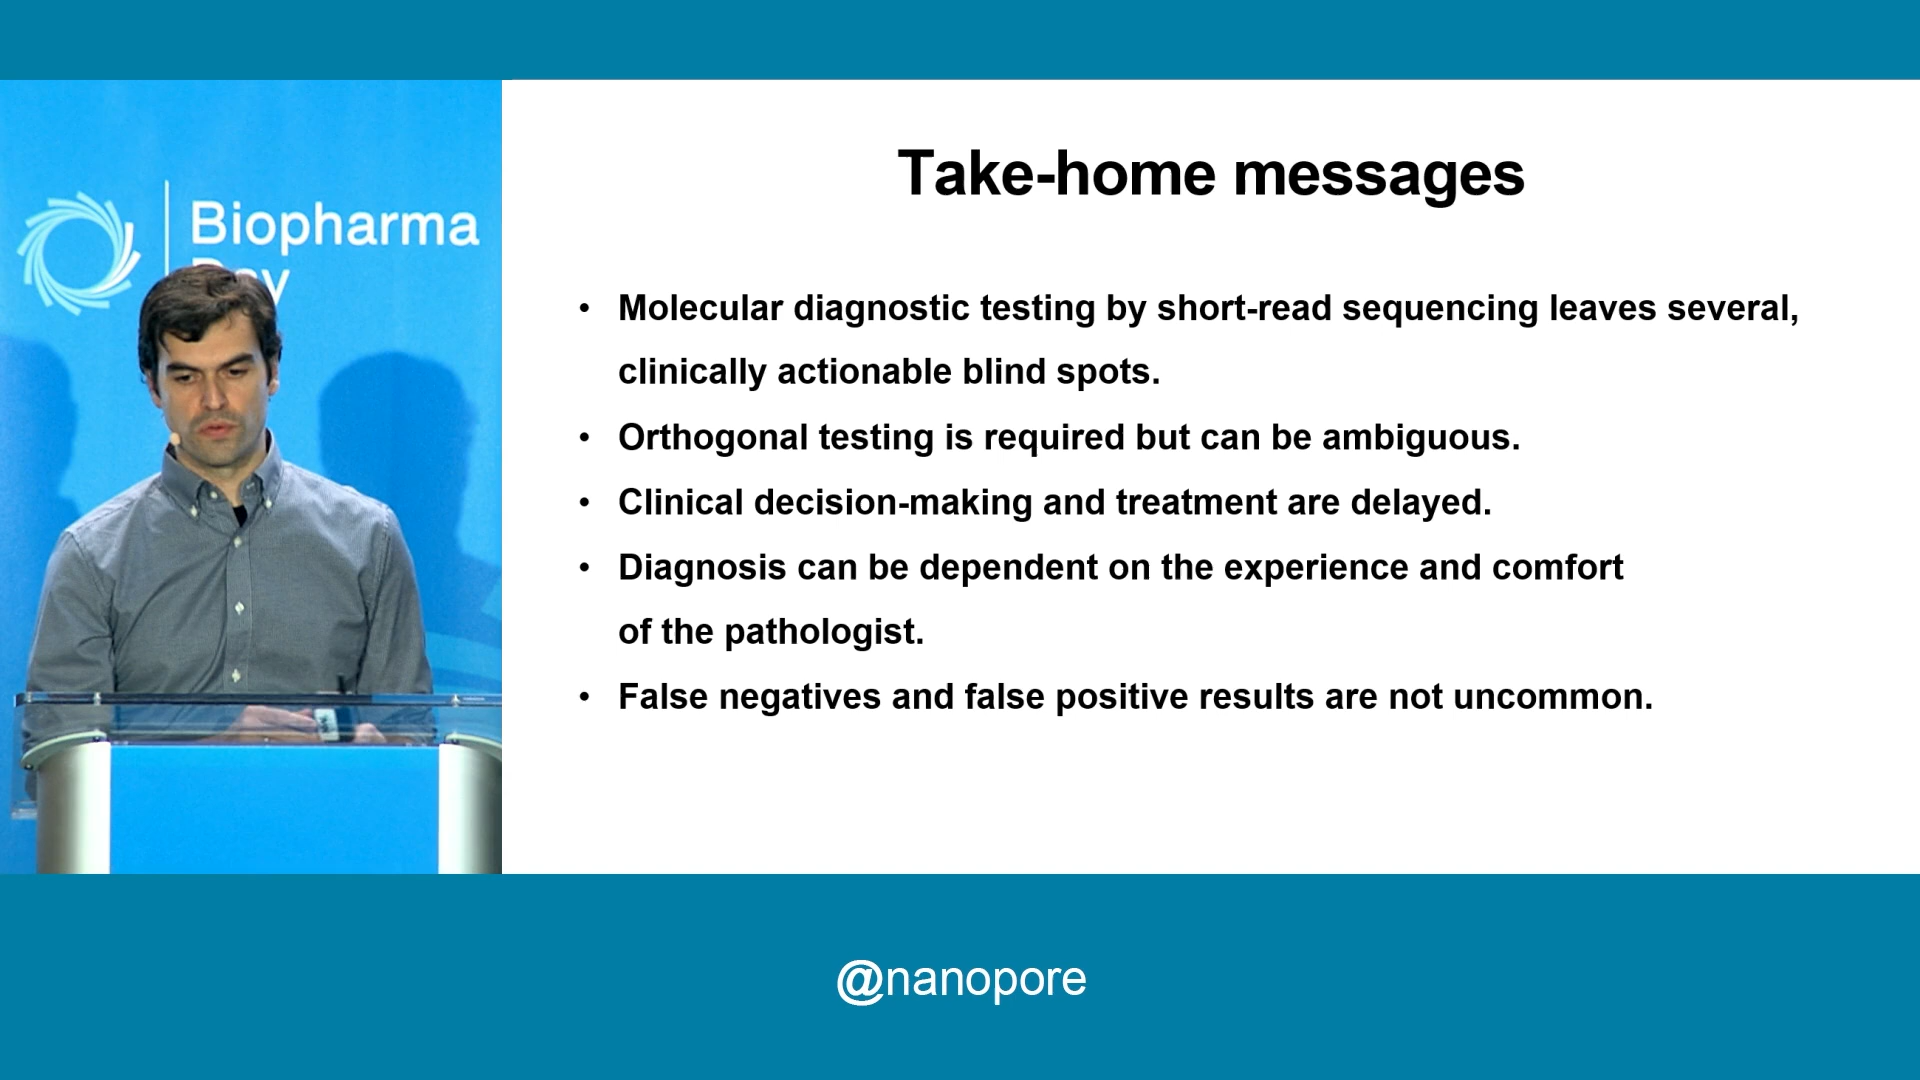 Biopharma
Day
Take-home messages
• Molecular diagnostic testing by short-read sequencing leaves several,
clinically actionable blind spots.
• Orthogonal testing is required but can be ambiguous.
• Clinical decision-making and treatment are delayed.
• Diagnosis can be dependent on the experience and comfort
of the pathologist.
• False negatives and false positive results are not uncommon.
@nanopore